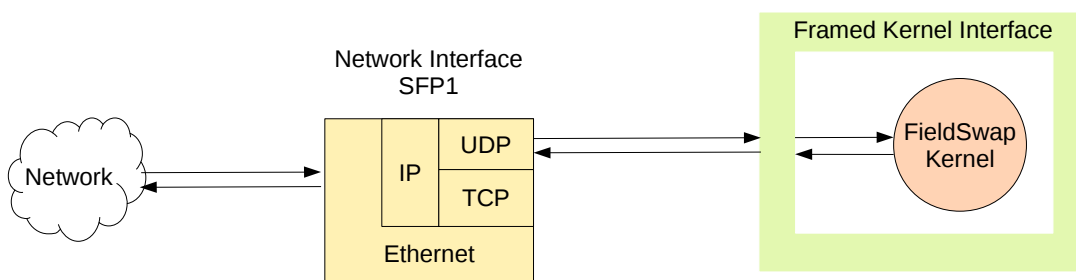 Framed Kernel Interface
Network Interface
SFP1
Network
IP
UDP
TCP
Ethernet
FieldSwap
Kernel